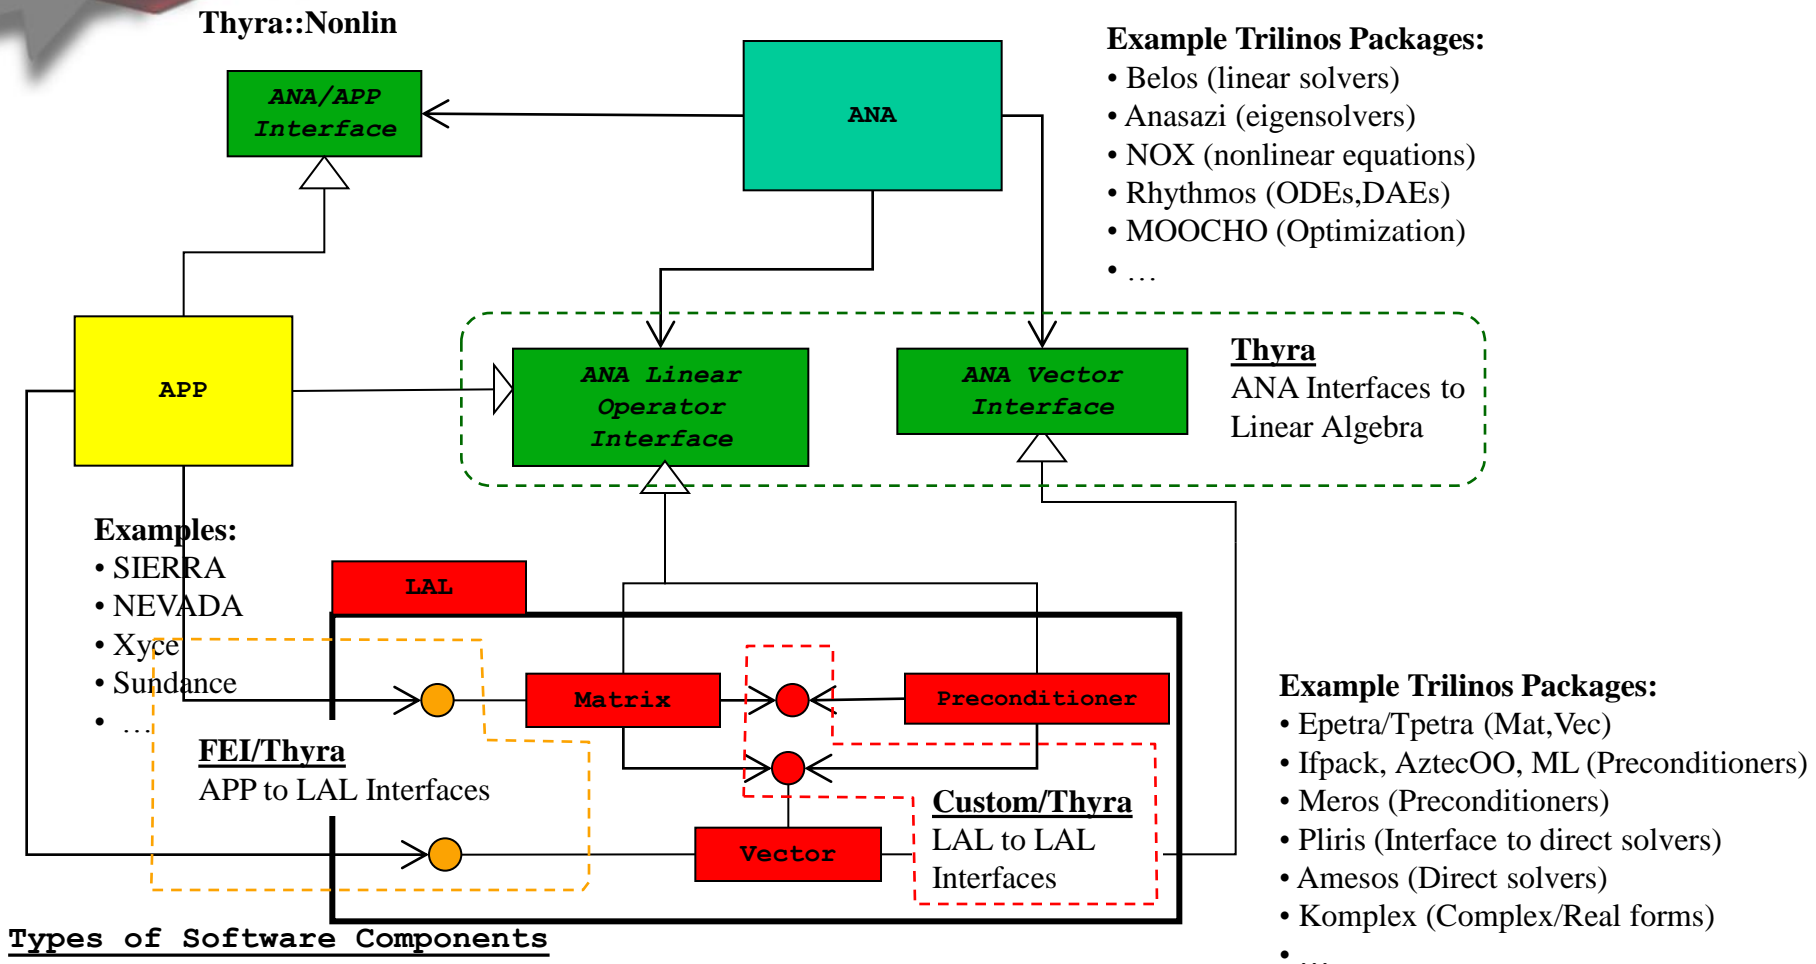 Thyra::Nonlin
ANA/APP
Interface
ANA
Example Trilinos Packages:
• Belos (linear solvers)
• Anasazi (eigensolvers)
• NOX (nonlinear equations)
• Rhythmos (ODEs,DAEs)
• MOOCHO (Optimization)
• …
APP
ANA Linear
Operator
Interface
ANA Vector
Interface
Thyra
ANA Interfaces to
Linear Algebra
Examples:
• SIERRA
• NEVADA
• Xyce
• Sundance
• …
LAL
Matrix
Preconditioner
FEI/Thyra
APP to LAL Interfaces
Vector
Custom/Thyra
LAL to LAL
Interfaces
Example Trilinos Packages:
• Epetra/Tpetra (Mat,Vec)
• Ifpack, AztecOO, ML (Preconditioners)
• Meros (Preconditioners)
• Pliris (Interface to direct solvers)
• Amesos (Direct solvers)
• Komplex (Complex/Real forms)
• …
Types of Software Components